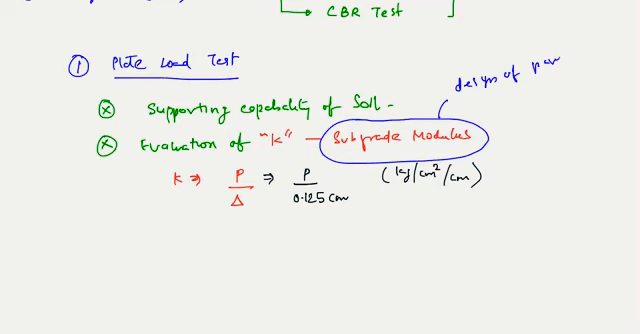 CBR Test
① Plate Load Test
design of pav
ⓧ Supporting capability of Soil -
ⓧ Evaluation of "K" - Subgrade Modulus
K ⇒ P/Δ ⇒ P/0.125 cm (kg/cm²/cm)